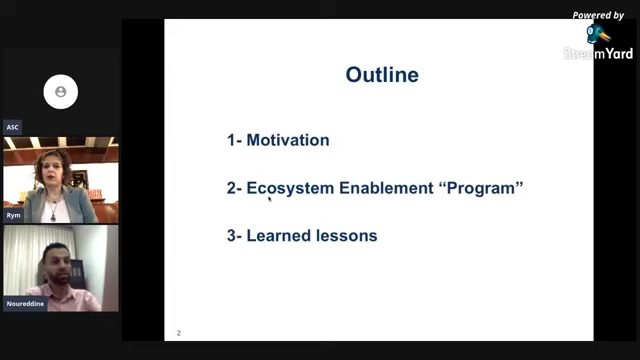 Powered by
StreamYard
Outline
1- Motivation
2- Ecosystem Enablement “Program”
3- Learned lessons
2
ASC
Rym
Noureddine